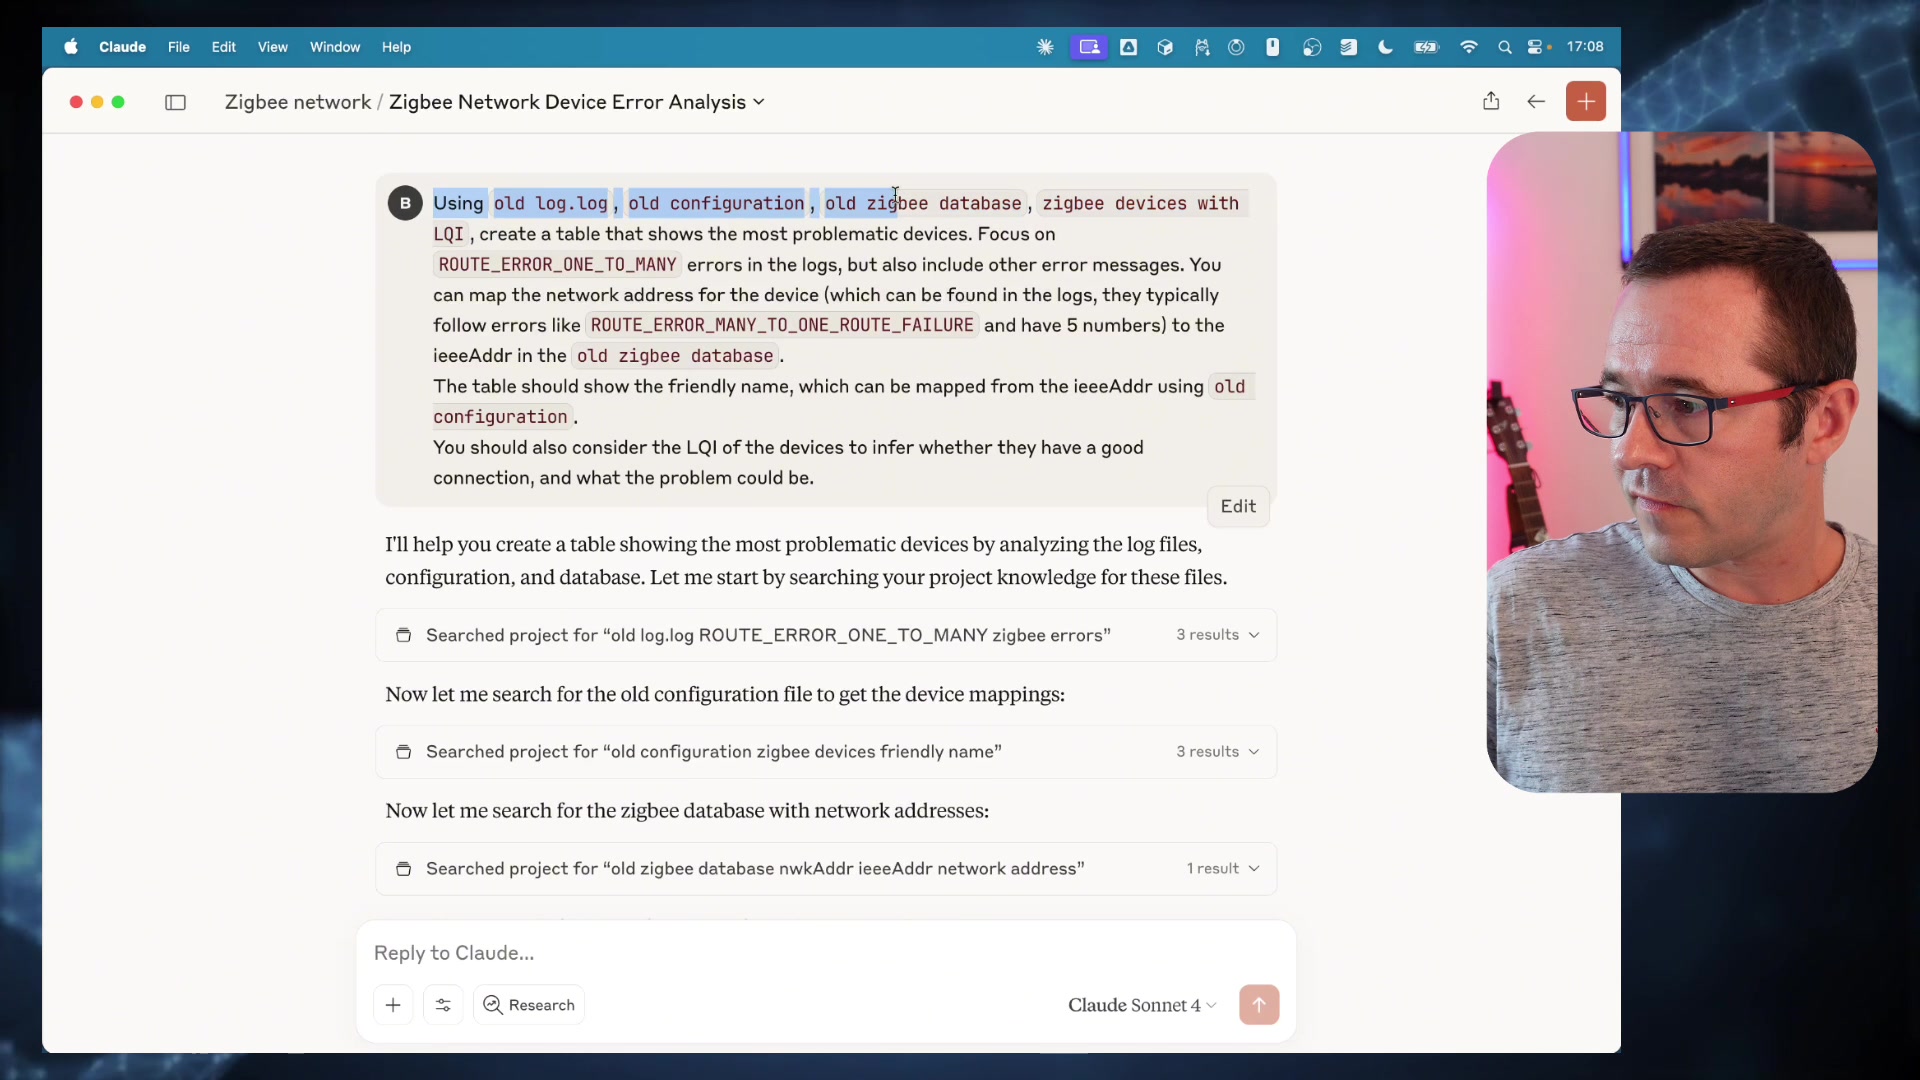 Claude File Edit View Window Help 17:08
Zigbee network / Zigbee Network Device Error Analysis
B
Using old log.log, old configuration, old zigbee database, zigbee devices with
LQI, create a table that shows the most problematic devices. Focus on
ROUTE_ERROR_ONE_TO_MANY errors in the logs, but also include other error messages. You
can map the network address for the device (which can be found in the logs, they typically
follow errors like ROUTE_ERROR_MANY_TO_ONE_ROUTE_FAILURE and have 5 numbers) to the
ieeeAddr in the old zigbee database.
The table should show the friendly name, which can be mapped from the ieeeAddr using old
configuration.
You should also consider the LQI of the devices to infer whether they have a good
connection, and what the problem could be.
Edit
I'll help you create a table showing the most problematic devices by analyzing the log files,
configuration, and database. Let me start by searching your project knowledge for these files.
Searched project for “old log.log ROUTE_ERROR_ONE_TO_MANY zigbee errors” 3 results
Now let me search for the old configuration file to get the device mappings:
Searched project for “old configuration zigbee devices friendly name” 3 results
Now let me search for the zigbee database with network addresses:
Searched project for “old zigbee database nwkAddr ieeeAddr network address” 1 result
Reply to Claude...
Research Claude Sonnet 4